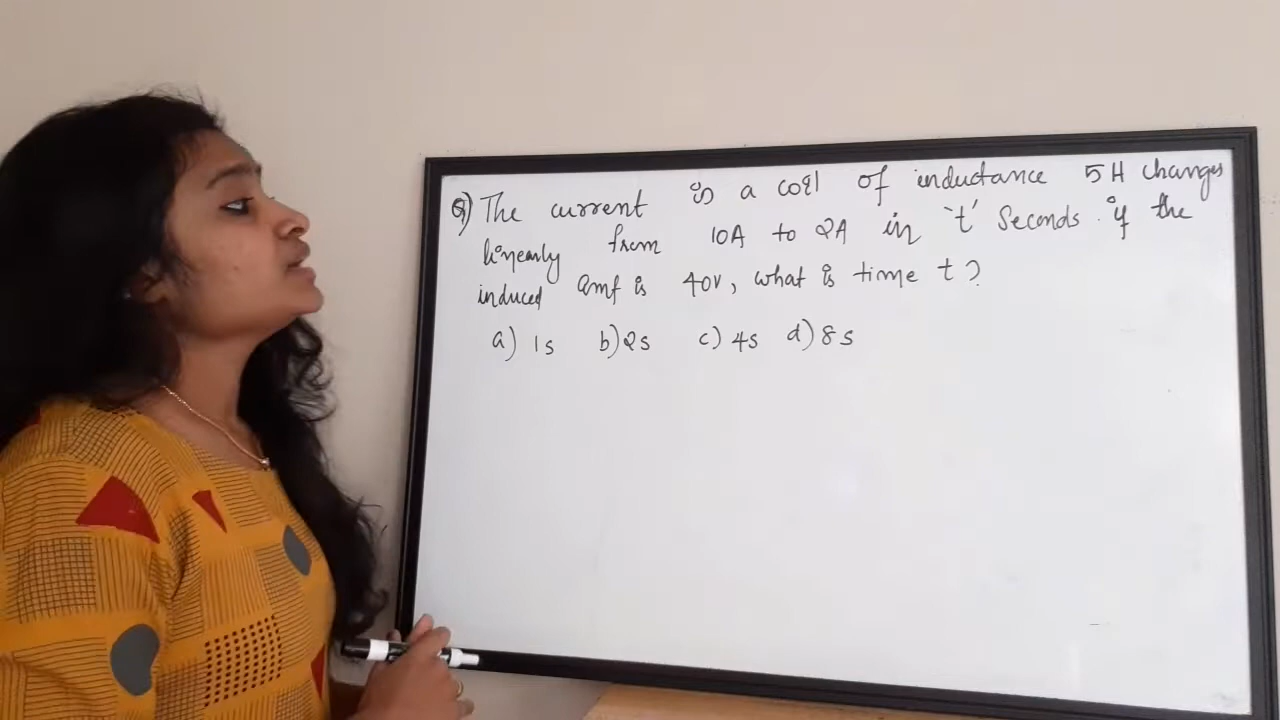 Q) The current is a coil of inductance 5H changes
linearly from 10A to 2A in 't' Seconds. if the
induced emf is 40V, what is time t?
a) 1s b) 2s c) 4s d) 8s